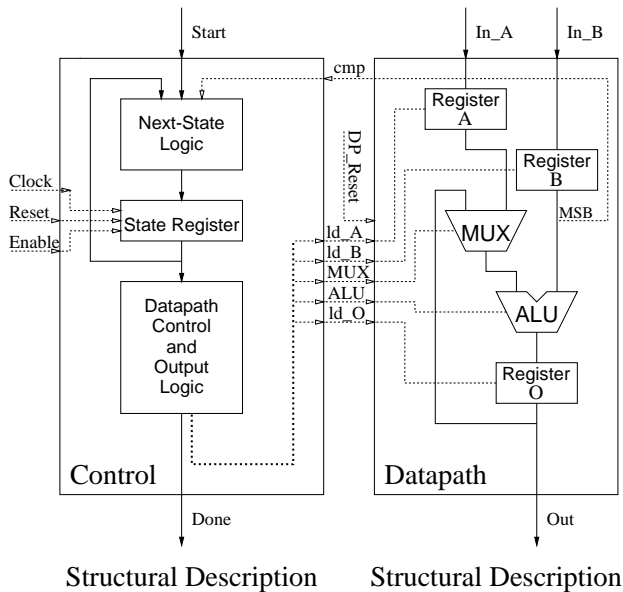 Start
In_A
In_B
cmp
Next-State
Logic
Register
A
DP_Reset
Register
B
Clock
Reset
Enable
State Register
MSB
ld_A
ld_B
MUX
ALU
ld_O
MUX
ALU
Datapath
Control
and
Output
Logic
Register
O
Control
Datapath
Done
Out
Structural Description
Structural Description